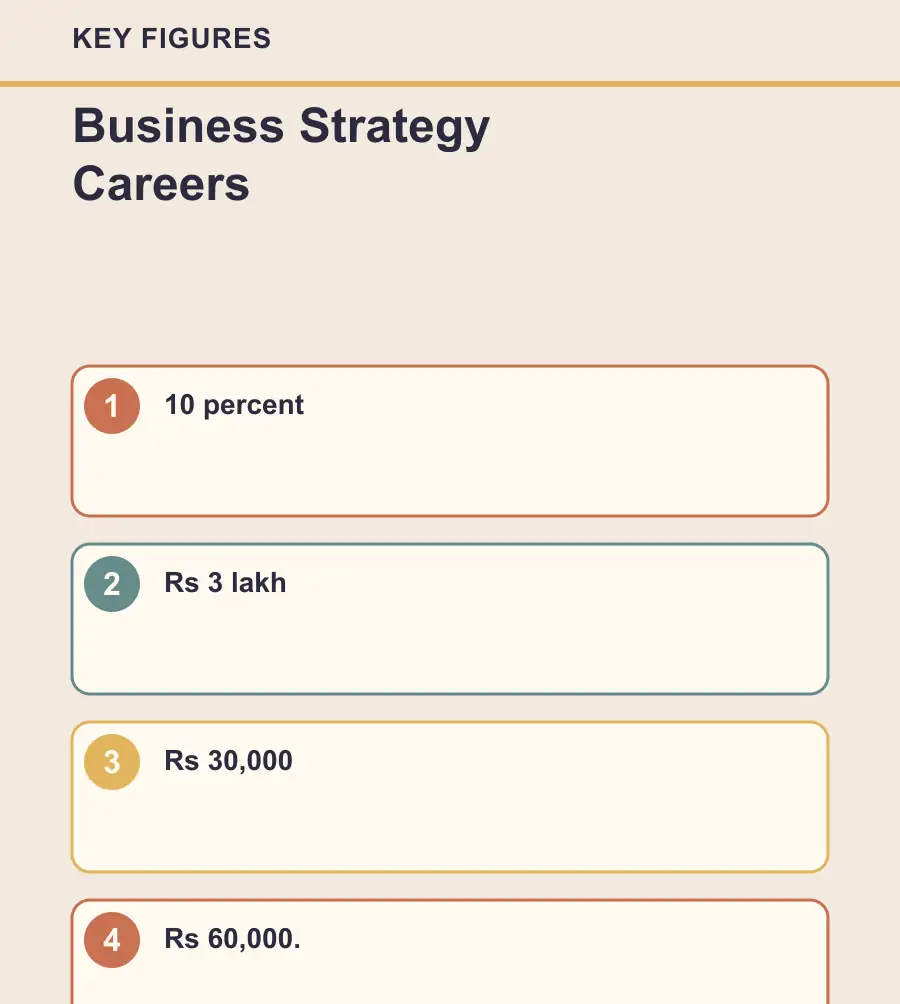 KEY FIGURES
Business Strategy
Careers
1 10 percent
2 Rs 3 lakh
3 Rs 30,000
4 Rs 60,000.